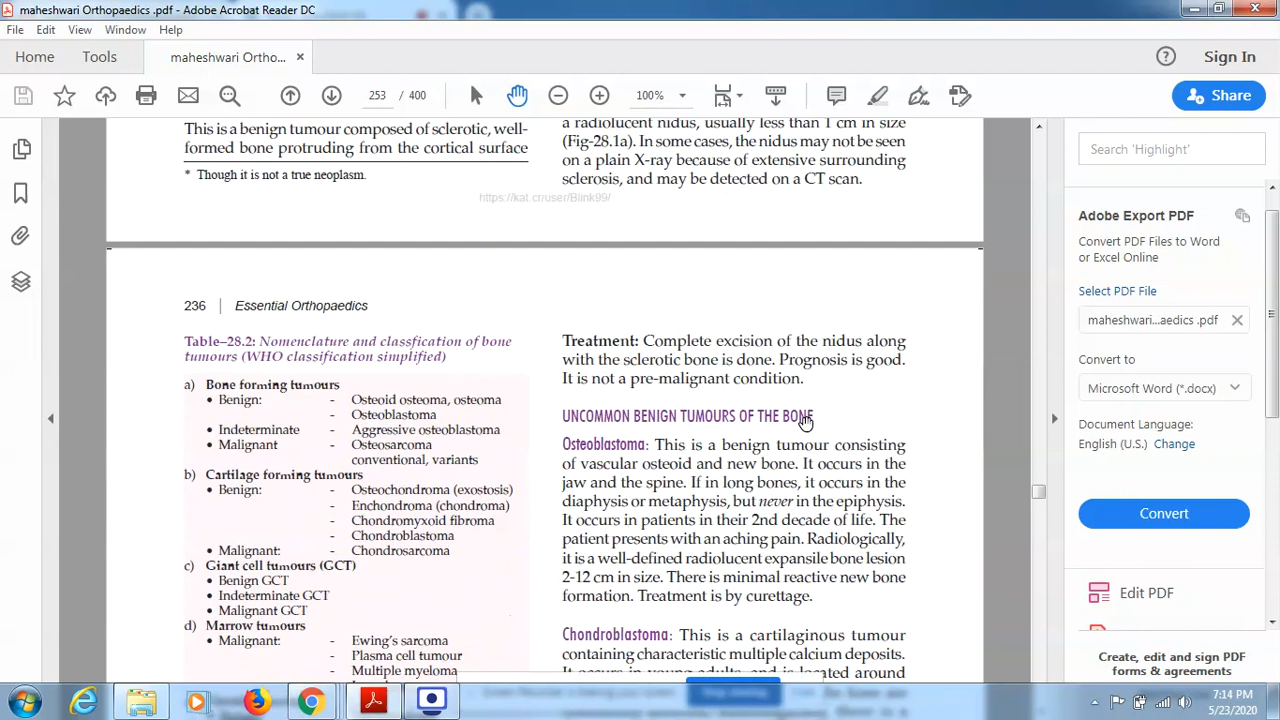 maheshwari Orthopaedics .pdf - Adobe Acrobat Reader DC
File Edit View Window Help
Home Tools maheshwari Ortho... × Sign In
253 / 400 100% Share
This is a benign tumour composed of sclerotic, well-
formed bone protruding from the cortical surface
* Though it is not a true neoplasm.
a radiolucent nidus, usually less than 1 cm in size
(Fig-28.1a). In some cases, the nidus may not be seen
on a plain X-ray because of extensive surrounding
sclerosis, and may be detected on a CT scan.
https://kat.cr/user/Blink99/
236 | Essential Orthopaedics
Table–28.2: Nomenclature and classfication of bone
tumours (WHO classification simplified)
a) Bone forming tumours
• Benign: - Osteoid osteoma, osteoma
- Osteoblastoma
• Indeterminate - Aggressive osteoblastoma
• Malignant - Osteosarcoma
conventional, variants
b) Cartilage forming tumours
• Benign: - Osteochondroma (exostosis)
- Enchondroma (chondroma)
- Chondromyxoid fibroma
- Chondroblastoma
• Malignant: - Chondrosarcoma
c) Giant cell tumours (GCT)
• Benign GCT
• Indeterminate GCT
• Malignant GCT
d) Marrow tumours
• Malignant: - Ewing's sarcoma
- Plasma cell tumour
- Multiple myeloma
Treatment: Complete excision of the nidus along
with the sclerotic bone is done. Prognosis is good.
It is not a pre-malignant condition.
UNCOMMON BENIGN TUMOURS OF THE BONE
Osteoblastoma: This is a benign tumour consisting
of vascular osteoid and new bone. It occurs in the
jaw and the spine. If in long bones, it occurs in the
diaphysis or metaphysis, but never in the epiphysis.
It occurs in patients in their 2nd decade of life. The
patient presents with an aching pain. Radiologically,
it is a well-defined radiolucent expansile bone lesion
2-12 cm in size. There is minimal reactive new bone
formation. Treatment is by curettage.
Chondroblastoma: This is a cartilaginous tumour
containing characteristic multiple calcium deposits.
It occurs in young adults, and is located around
Search 'Highlight'
Adobe Export PDF
Convert PDF Files to Word
or Excel Online
Select PDF File
maheshwari...aedics .pdf ×
Convert to
Microsoft Word (*.docx)
Document Language:
English (U.S.) Change
Convert
Edit PDF
Create, edit and sign PDF
forms & agreements
7:14 PM
5/23/2020